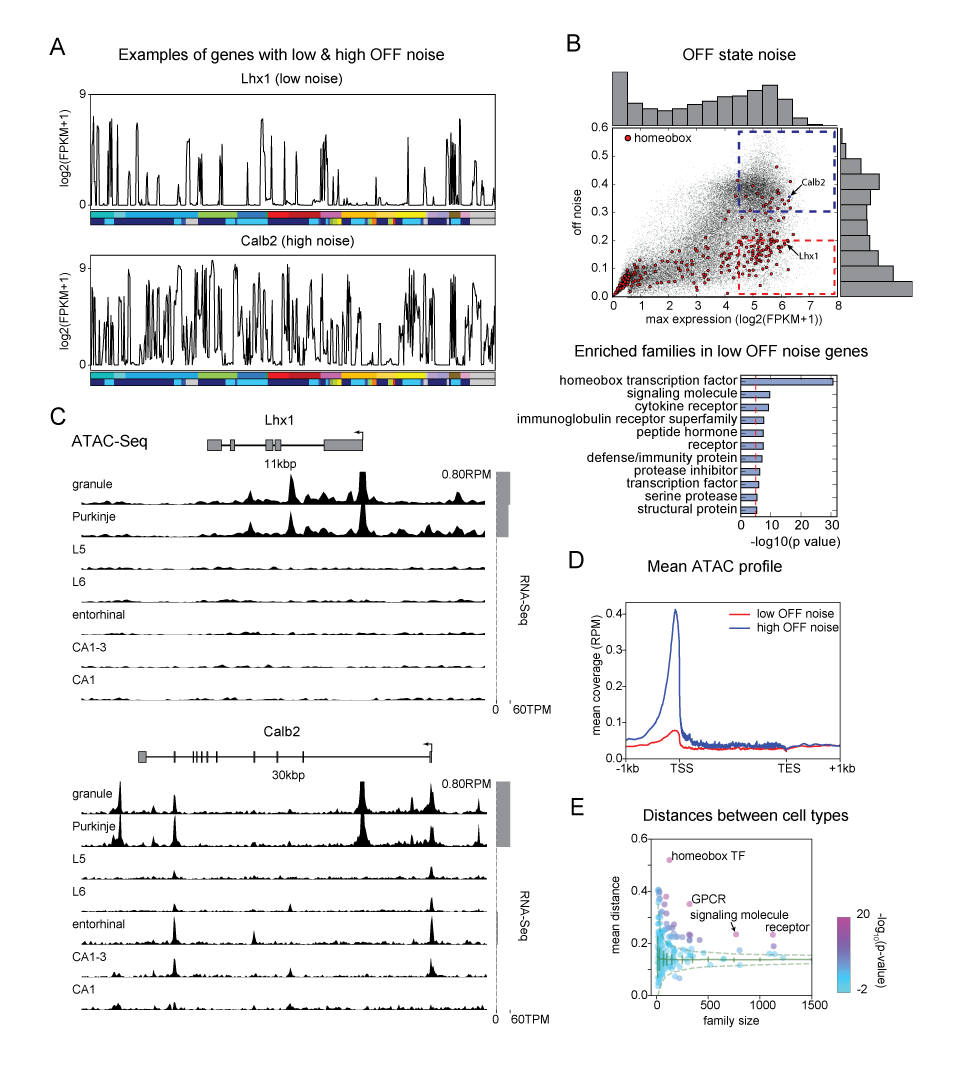 A
Examples of genes with low & high OFF noise
Lhx1 (low noise)
9
log2(FPKM+1)
0
Calb2 (high noise)
9
log2(FPKM+1)
0
B
OFF state noise
0.6
0.5
0.4
0.3
0.2
0.1
0.0
off noise
homeobox
Calb2
Lhx1
0 1 2 3 4 5 6 7 8
max expression (log2(FPKM+1))
Enriched families in low OFF noise genes
homeobox transcription factor
signaling molecule
cytokine receptor
immunoglobulin receptor superfamily
peptide hormone
receptor
defense/immunity protein
protease inhibitor
transcription factor
serine protease
structural protein
0 10 20 30
-log10(p value)
C
Lhx1
ATAC-Seq
11kbp
0.80RPM
granule
Purkinje
L5
L6
entorhinal
CA1-3
CA1
RNA-Seq
0 60TPM
Calb2
30kbp
0.80RPM
granule
Purkinje
L5
L6
entorhinal
CA1-3
CA1
RNA-Seq
0 60TPM
D
Mean ATAC profile
low OFF noise
high OFF noise
0.4
0.3
0.2
0.1
0.0
mean coverage (RPM)
-1kb TSS TES +1kb
E
Distances between cell types
0.6
0.4
0.2
0.0
mean distance
homeobox TF
GPCR
signaling molecule
receptor
0 500 1000 1500
family size
20
-2
-log10(p-value)